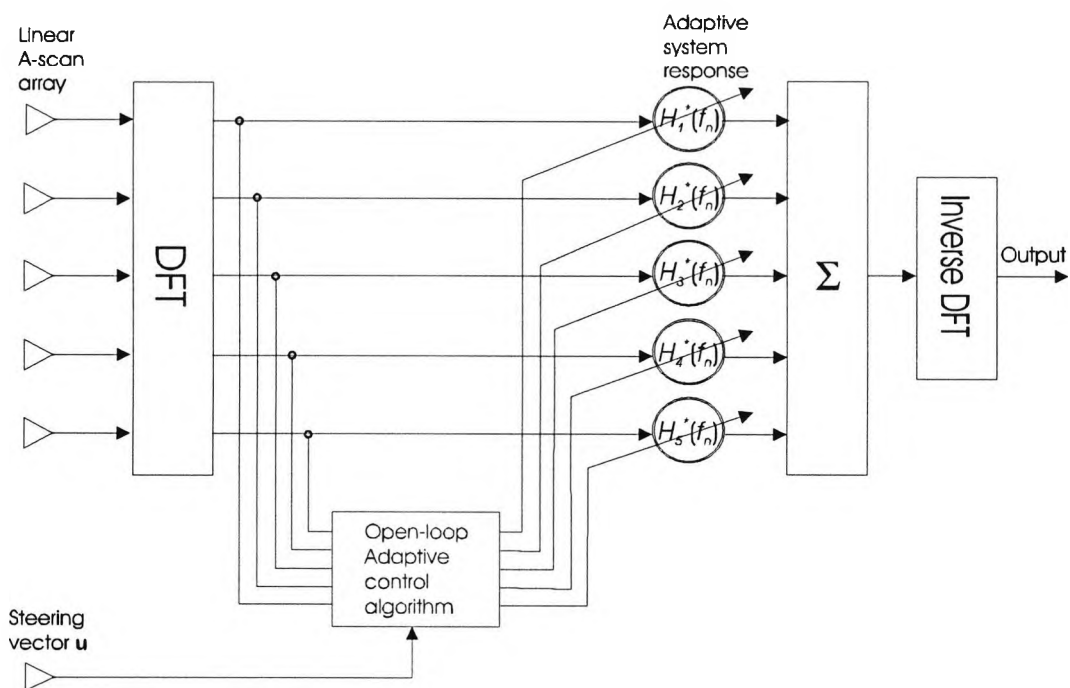 Linear
A-scan
array
Adaptive
system
response
DFT
H₁*(fₙ)
H₂*(fₙ)
H₃*(fₙ)
H₄*(fₙ)
H₅*(fₙ)
Σ
Inverse DFT
Output
Open-loop
Adaptive
control
algorithm
Steering
vector u